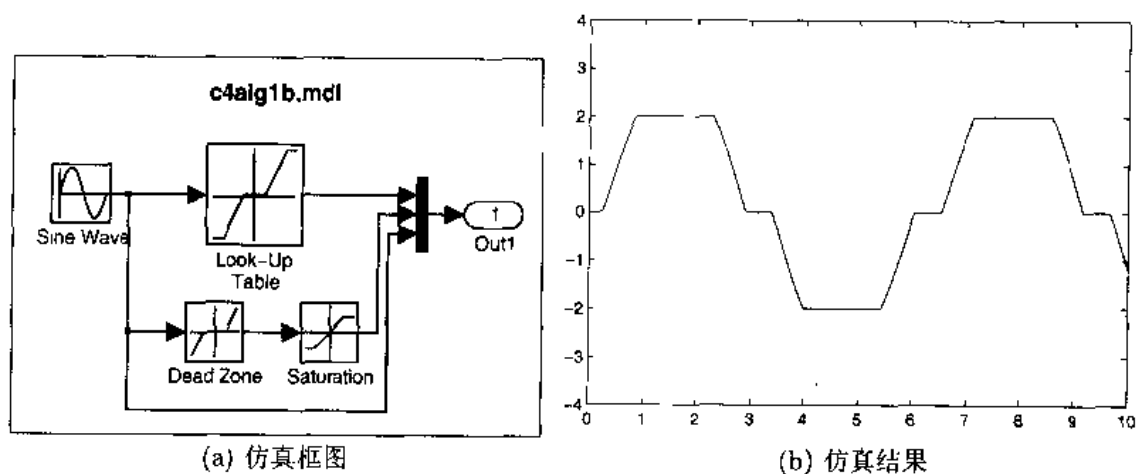 c4alg1b.mdl
Sine Wave
Look-Up
Table
Dead Zone
Saturation
1
Out1
(a) 仿真框图
4
3
2
1
0
-1
-2
-3
-4
0 1 2 3 4 5 6 7 8 9 10
(b) 仿真结果